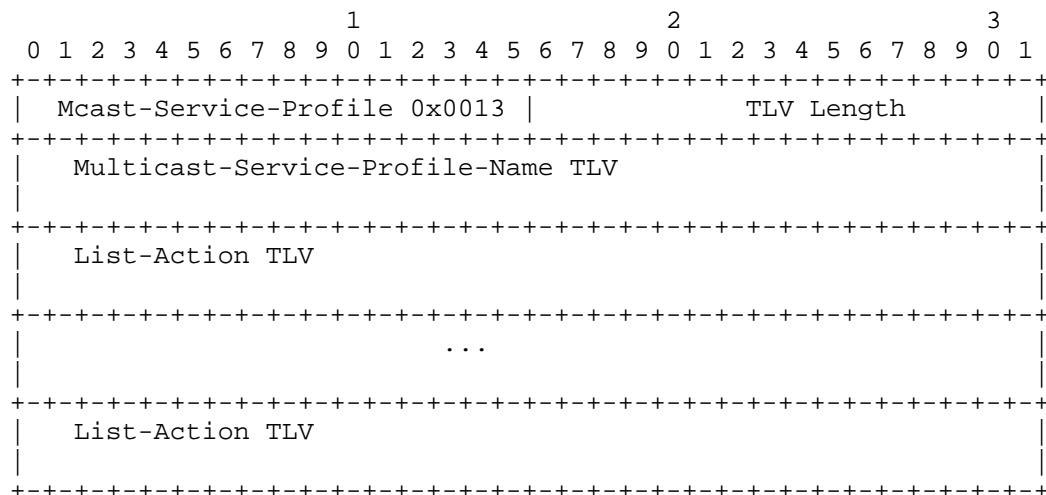 1                   2                   3
 0 1 2 3 4 5 6 7 8 9 0 1 2 3 4 5 6 7 8 9 0 1 2 3 4 5 6 7 8 9 0 1
+-+-+-+-+-+-+-+-+-+-+-+-+-+-+-+-+-+-+-+-+-+-+-+-+-+-+-+-+-+-+-+-+
|  Mcast-Service-Profile 0x0013 |             TLV Length        |
+-+-+-+-+-+-+-+-+-+-+-+-+-+-+-+-+-+-+-+-+-+-+-+-+-+-+-+-+-+-+-+-+
|   Multicast-Service-Profile-Name TLV                          |
|                                                               |
+-+-+-+-+-+-+-+-+-+-+-+-+-+-+-+-+-+-+-+-+-+-+-+-+-+-+-+-+-+-+-+-+
|   List-Action TLV                                             |
|                                                               |
+-+-+-+-+-+-+-+-+-+-+-+-+-+-+-+-+-+-+-+-+-+-+-+-+-+-+-+-+-+-+-+-+
|                          ...                                  |
|                                                               |
+-+-+-+-+-+-+-+-+-+-+-+-+-+-+-+-+-+-+-+-+-+-+-+-+-+-+-+-+-+-+-+-+
|   List-Action TLV                                             |
|                                                               |
+-+-+-+-+-+-+-+-+-+-+-+-+-+-+-+-+-+-+-+-+-+-+-+-+-+-+-+-+-+-+-+-+